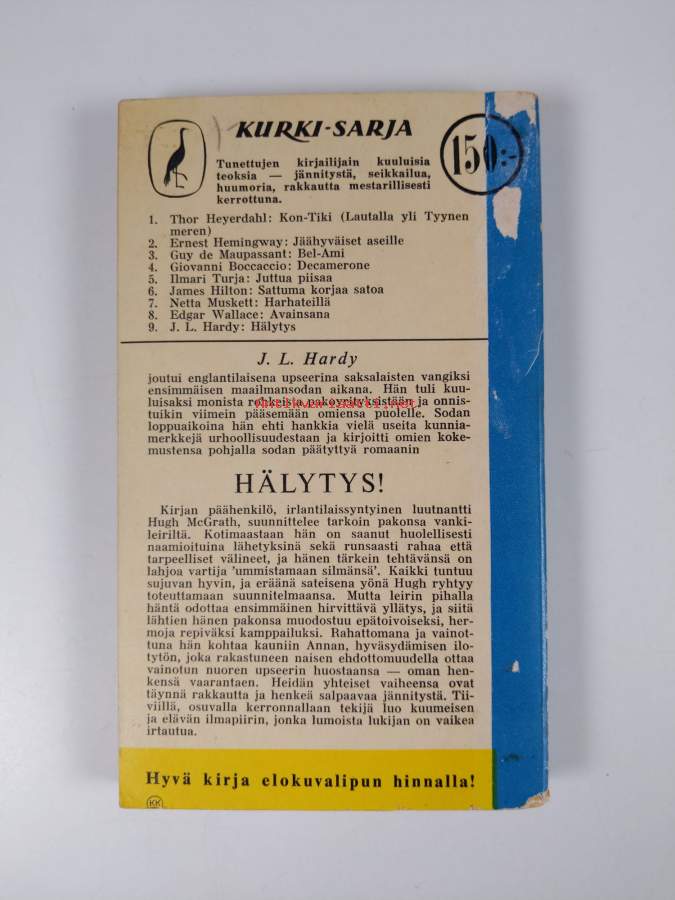 KURKI-SARJA
150:-
Tunettujen kirjailijain kuuluisia
teoksia — jännitystä, seikkailua,
huumoria, rakkautta mestarillisesti
kerrottuna.
1. Thor Heyerdahl: Kon-Tiki (Lautalla yli Tyynen
meren)
2. Ernest Hemingway: Jäähyväiset aseille
3. Guy de Maupassant: Bel-Ami
4. Giovanni Boccaccio: Decamerone
5. Ilmari Turja: Juttua piisaa
6. James Hilton: Sattuma korjaa satoa
7. Netta Muskett: Harhateillä
8. Edgar Wallace: Avainsana
9. J. L. Hardy: Hälytys
J. L. Hardy
joutui englantilaisena upseerina saksalaisten vangiksi
ensimmäisen maailmansodan aikana. Hän tuli kuu-
luisaksi monista rohkeista pakoyrityksistään ja onnis-
Antikvariaatti.net
tuikin viimein pääsemään omiensa puolelle. Sodan
loppuaikoina hän ehti hankkia vielä useita kunnia-
merkkejä urhoollisuudestaan ja kirjoitti omien koke-
mustensa pohjalla sodan päätyttyä romaanin
HÄLYTYS!
Kirjan päähenkilö, irlantilaissyntyinen luutnantti
Hugh McGrath, suunnittelee tarkoin pakonsa vanki-
leiriltä. Kotimaastaan hän on saanut huolellisesti
naamioituina lähetyksinä sekä runsaasti rahaa että
tarpeelliset välineet, ja hänen tärkein tehtävänsä on
lahjoa vartija 'ummistamaan silmänsä'. Kaikki tuntuu
sujuvan hyvin, ja eräänä sateisena yönä Hugh ryhtyy
toteuttamaan suunnitelmaansa. Mutta leirin pihalla
häntä odottaa ensimmäinen hirvittävä yllätys, ja siitä
lähtien hänen pakonsa muodostuu epätoivoiseksi, her-
moja repiväksi kamppailuksi. Rahattomana ja vainot-
tuna hän kohtaa kauniin Annan, hyväsydämisen ilo-
tytön, joka rakastuneen naisen ehdottomuudella ottaa
vainotun nuoren upseerin huostaansa — oman hen-
kensä vaarantaen. Heidän yhteiset vaiheensa ovat
täynnä rakkautta ja henkeä salpaavaa jännitystä. Tii-
viillä, osuvalla kerronnallaan tekijä luo kuumeisen
ja elävän ilmapiirin, jonka lumoista lukijan on vaikea
irtautua.
Hyvä kirja elokuvalipun hinnalla!
KK